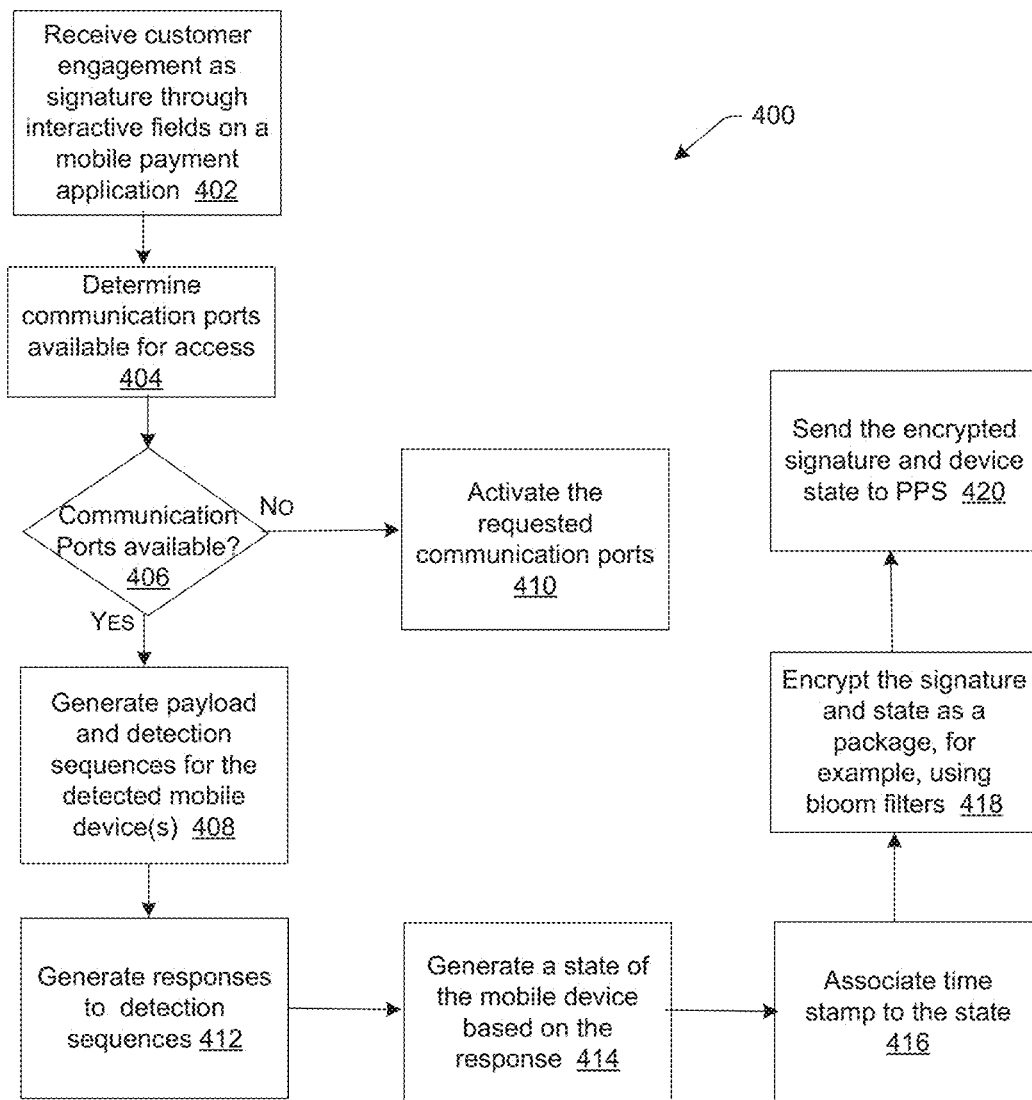 Receive customer
engagement as
signature through
interactive fields on a
mobile payment
application 402
400
Determine
communication ports
available for access
404
Communication
Ports available?
406
NO
YES
Activate the
requested
communication ports
410
Generate payload
and detection
sequences for the
detected mobile
device(s) 408
Generate responses
to detection
sequences 412
Generate a state of
the mobile device
based on the
response 414
Associate time
stamp to the state
416
Encrypt the signature
and state as a
package, for
example, using
bloom filters 418
Send the encrypted
signature and device
state to PPS 420